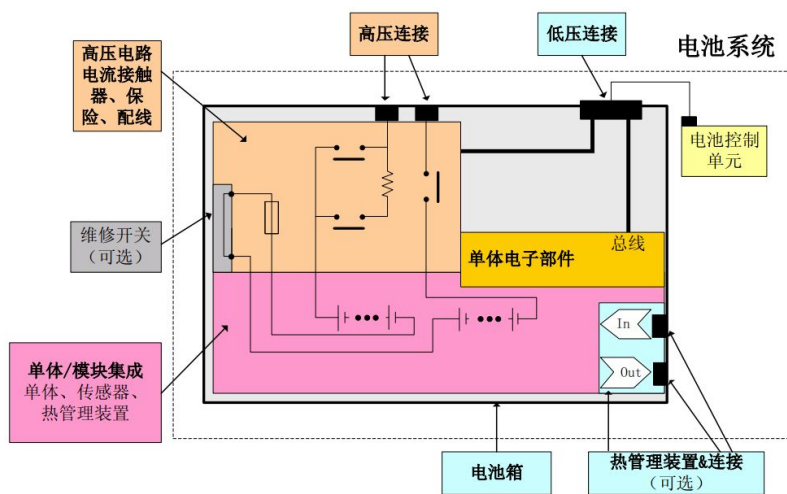 高压连接
低压连接
电池系统
高压电路
电流接触
器、保
险、配线
电池控制
单元
维修开关
（可选）
总线
单体电子部件
In
Out
单体/模块集成
单体、传感器、
热管理装置
电池箱
热管理装置&连接
（可选）